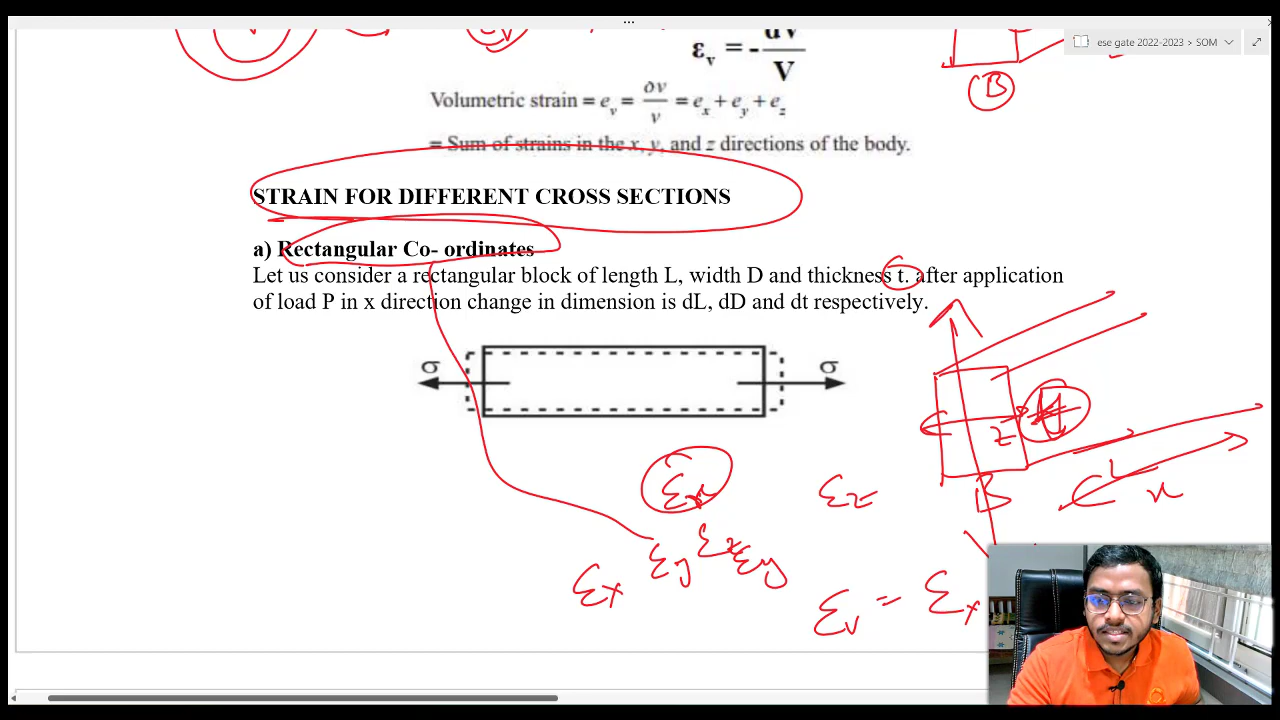 ...
ese gate 2022-2023 > SOM
εv = - dV
V
B
Volumetric strain = ev = δv / v = ex + ey + ez
= Sum of strains in the x, y, and z directions of the body.
STRAIN FOR DIFFERENT CROSS SECTIONS
a) Rectangular Co- ordinates
Let us consider a rectangular block of length L, width D and thickness t. after application
of load P in x direction change in dimension is dL, dD and dt respectively.
σ σ
z
L
εx εz B x
εy εz εy
εx
εv = εx